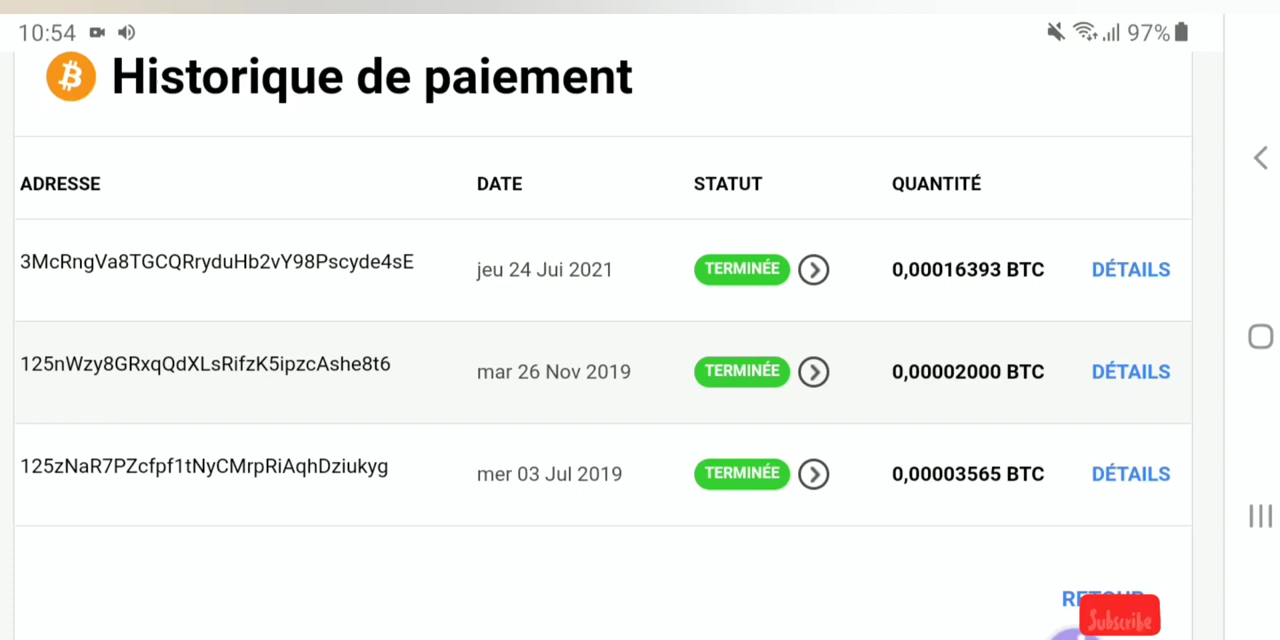 10:54 97%
Historique de paiement
ADRESSE DATE STATUT QUANTITÉ
3McRngVa8TGCQRryduHb2vY98Pscyde4sE jeu 24 Jui 2021 TERMINÉE 0,00016393 BTC DÉTAILS
125nWzy8GRxqQdXLsRifzK5ipzcAshe8t6 mar 26 Nov 2019 TERMINÉE 0,00002000 BTC DÉTAILS
125zNaR7PZcfpf1tNyCMrpRiAqhDziukyg mer 03 Jul 2019 TERMINÉE 0,00003565 BTC DÉTAILS
RETOUR
Subscribe